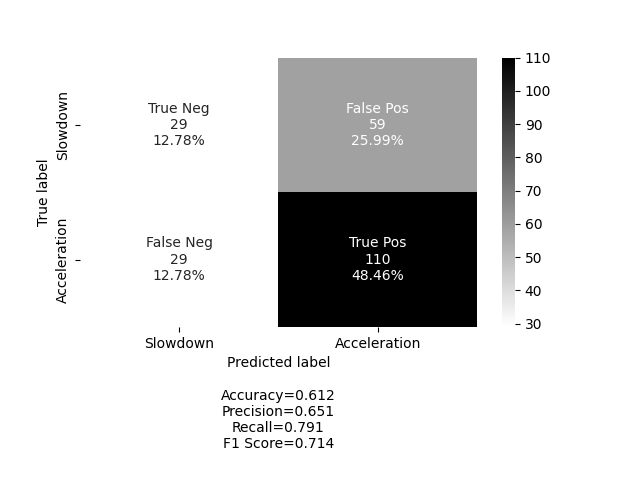 True label
Slowdown
Acceleration
True Neg
29
12.78%
False Pos
59
25.99%
False Neg
29
12.78%
True Pos
110
48.46%
Slowdown
Acceleration
Predicted label
Accuracy=0.612
Precision=0.651
Recall=0.791
F1 Score=0.714
110
100
90
80
70
60
50
40
30